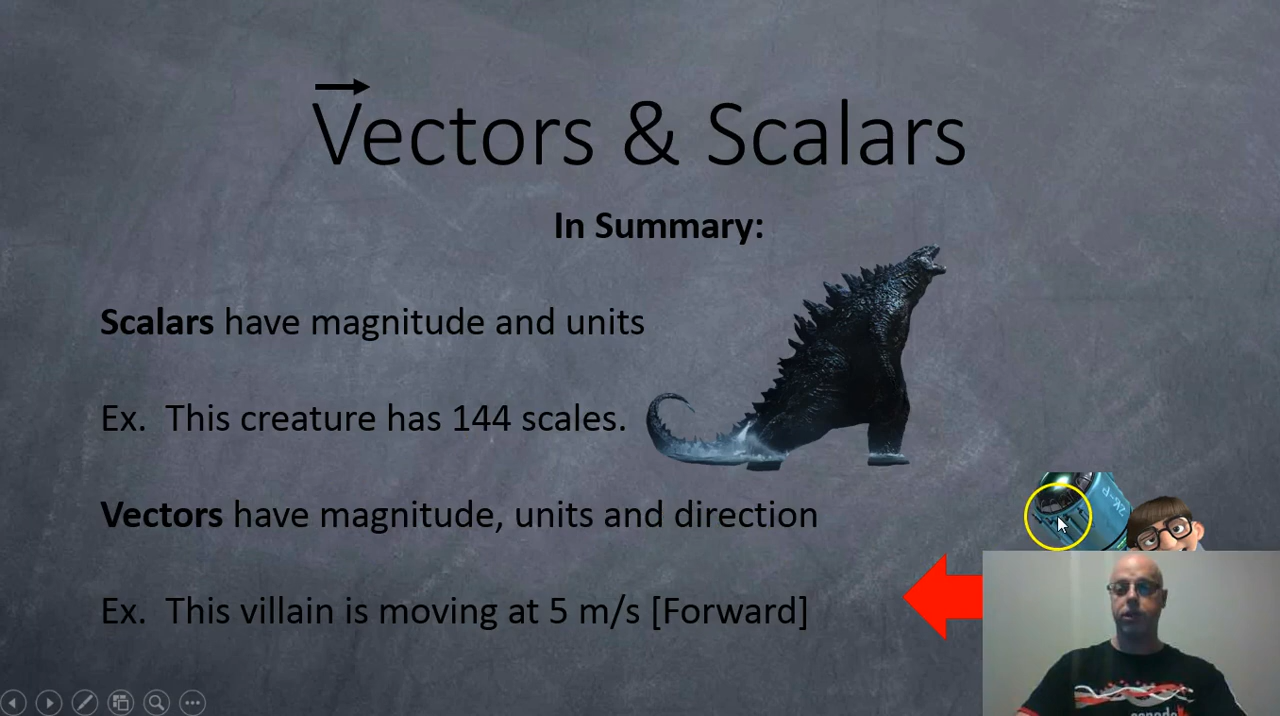 Vectors & Scalars
In Summary:
Scalars have magnitude and units
Ex. This creature has 144 scales.
Vectors have magnitude, units and direction
Ex. This villain is moving at 5 m/s [Forward]
canada